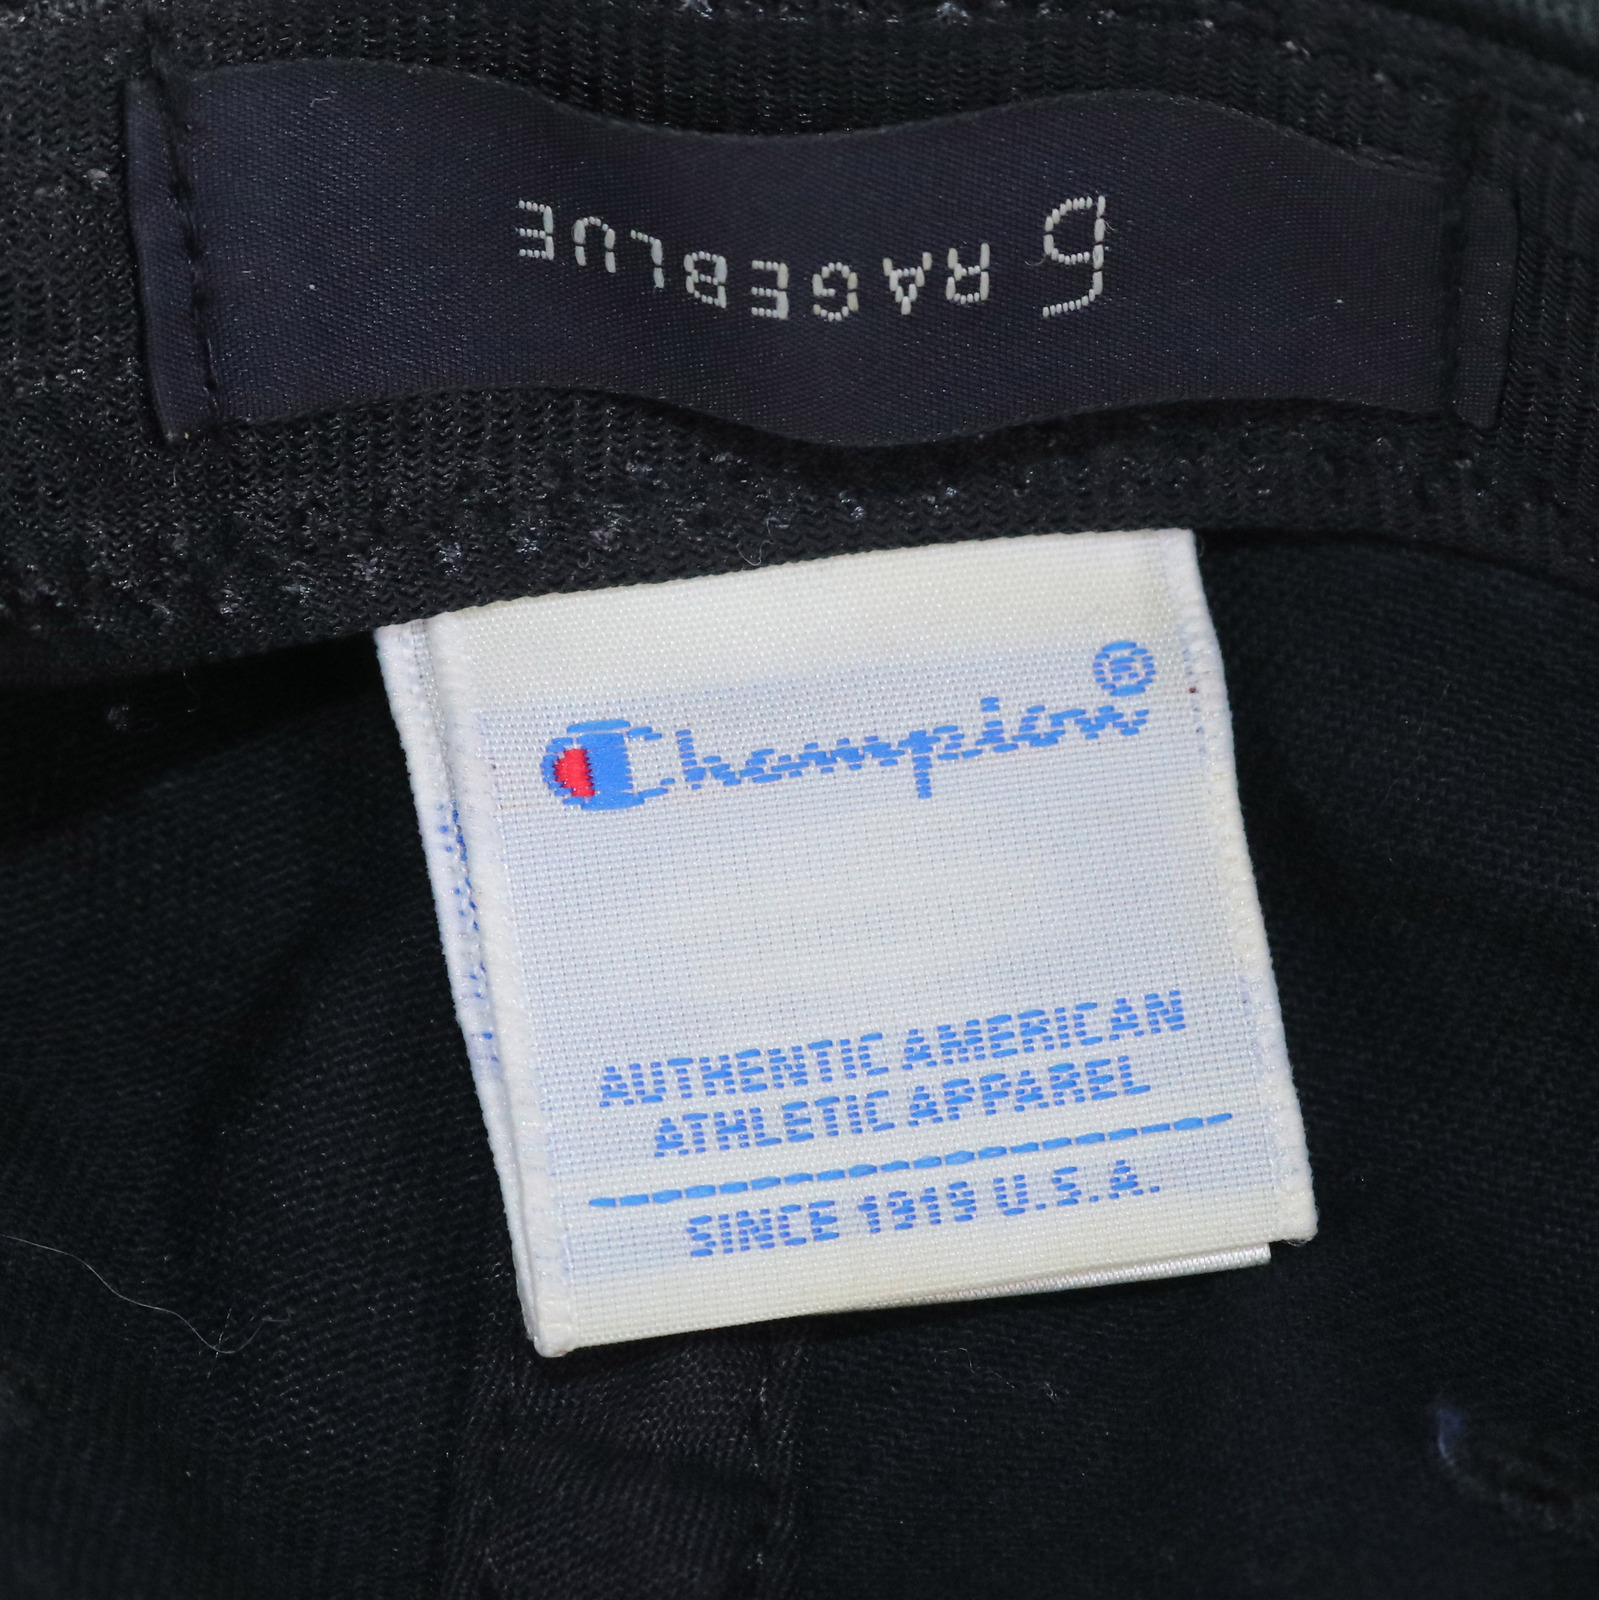 RAGEBLUE
Champion®
AUTHENTIC AMERICAN
ATHLETIC APPAREL
SINCE 1919 U.S.A.